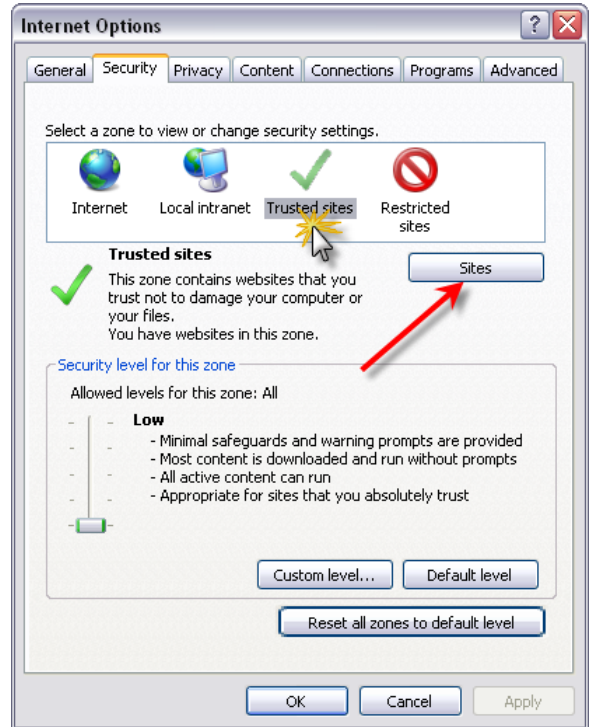 Internet Options
General Security Privacy Content Connections Programs Advanced
Select a zone to view or change security settings.
Internet Local intranet Trusted sites Restricted
sites
Trusted sites
Sites
This zone contains websites that you
trust not to damage your computer or
your files.
You have websites in this zone.
Security level for this zone
Allowed levels for this zone: All
Low
- Minimal safeguards and warning prompts are provided
- Most content is downloaded and run without prompts
- All active content can run
- Appropriate for sites that you absolutely trust
Custom level... Default level
Reset all zones to default level
OK Cancel Apply